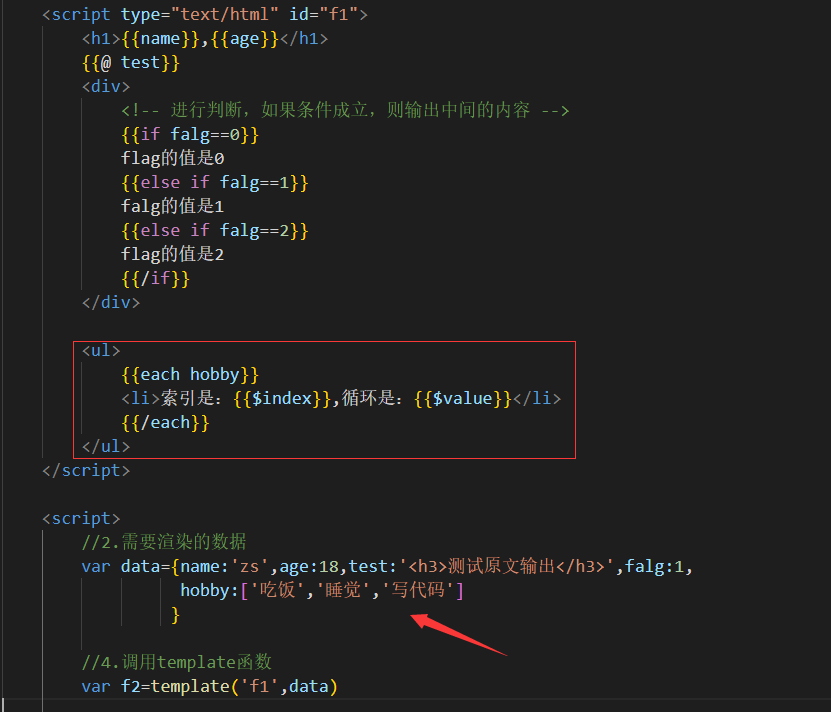 <script type="text/html" id="f1">
<h1>{{name}},{{age}}</h1>
{{@ test}}
<div>
<!-- 进行判断，如果条件成立，则输出中间的内容 -->
{{if falg==0}}
flag的值是0
{{else if falg==1}}
falg的值是1
{{else if falg==2}}
flag的值是2
{{/if}}
</div>
<ul>
{{each hobby}}
<li>索引是：{{$index}},循环是：{{$value}}</li>
{{/each}}
</ul>
</script>
<script>
//2.需要渲染的数据
var data={name:'zs',age:18,test:'<h3>测试原文输出</h3>',falg:1,
hobby:['吃饭','睡觉','写代码']
}
//4.调用template函数
var f2=template('f1',data)